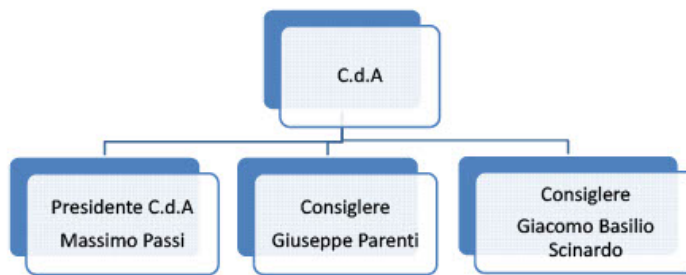 C.d.A
Presidente C.d.A
Massimo Passi
Consiglere
Giuseppe Parenti
Consiglere
Giacomo Basilio
Scinardo